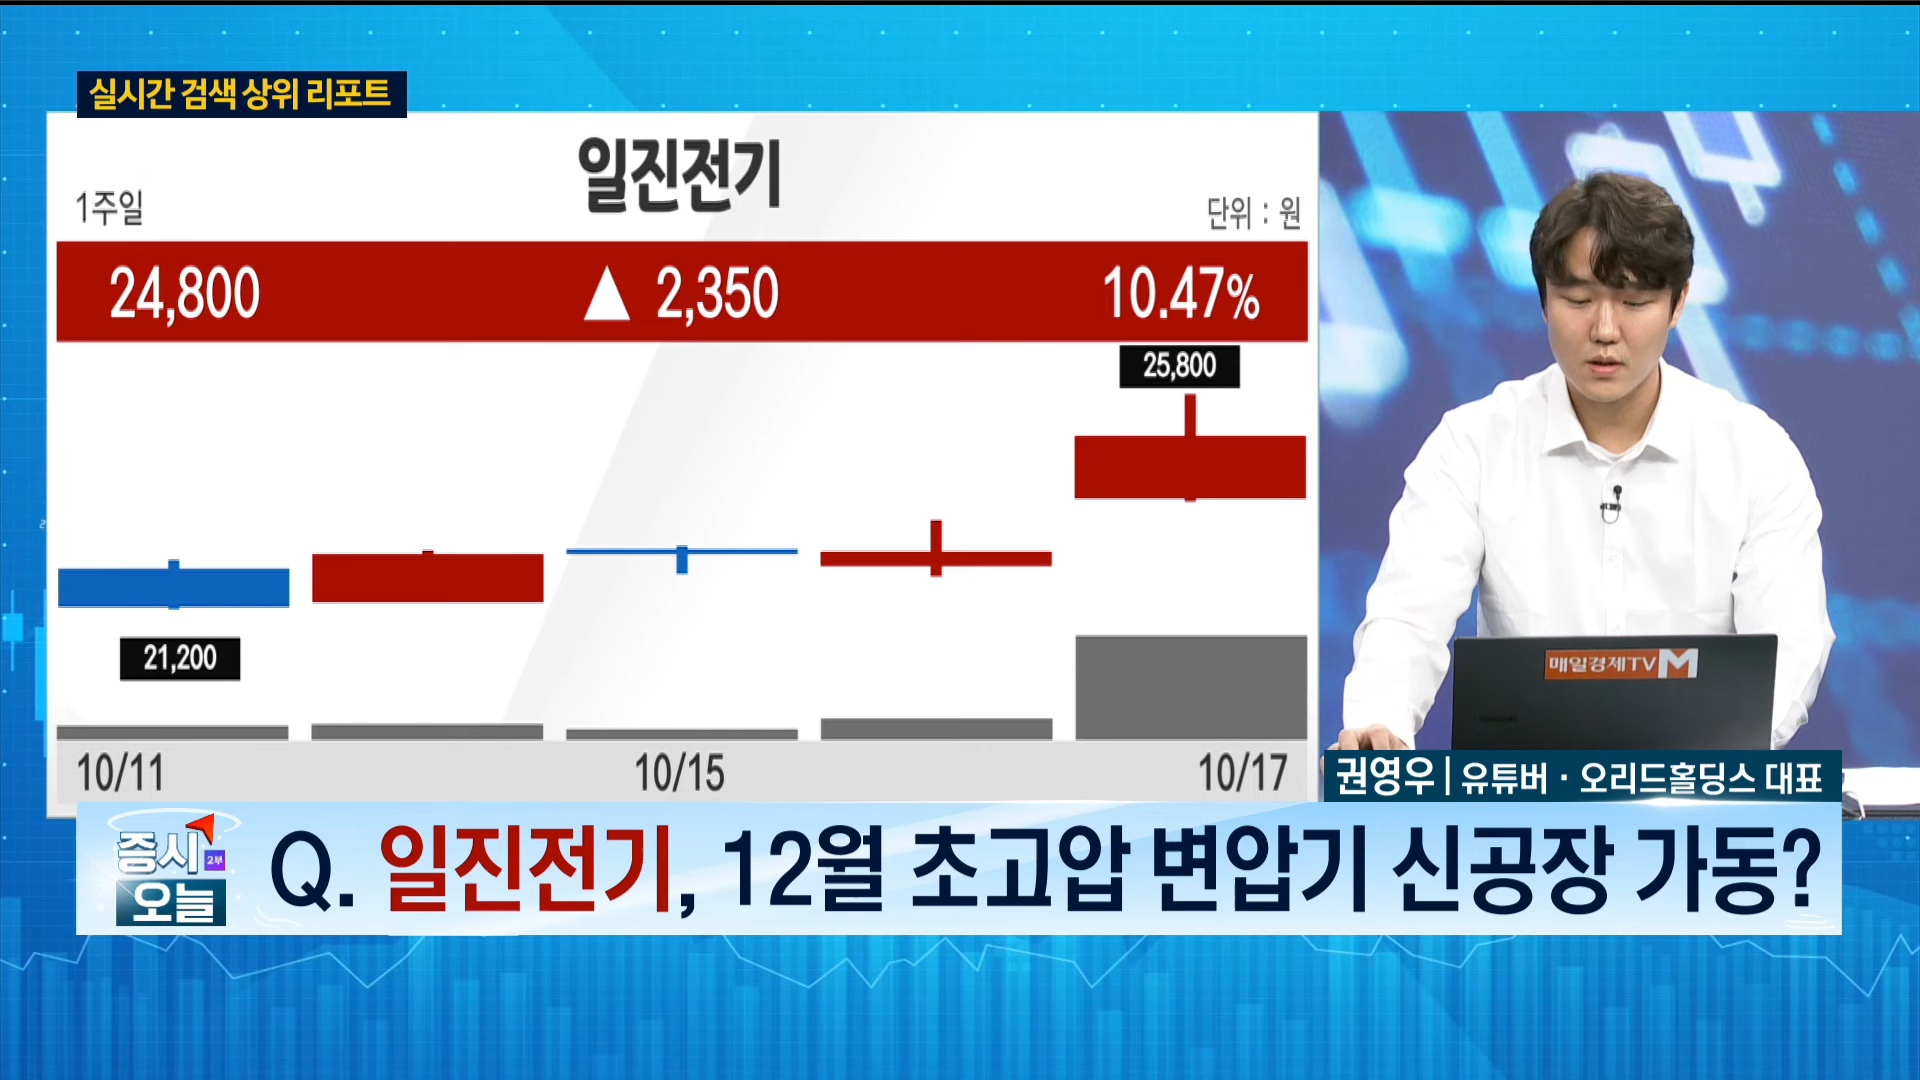 실시간 검색 상위 리포트
일진전기
1주일
단위 : 원
24,800 ▲ 2,350 10.47%
25,800
21,200
10/11 10/15 10/17
매일경제TV M
권영우 | 유튜버 · 오리드홀딩스 대표
증시 2부
오늘
Q. 일진전기, 12월 초고압 변압기 신공장 가동?